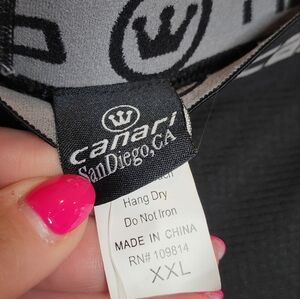 canari
San Diego, CA
Hang Dry
Do Not Iron
MADE IN CHINA
RN# 109814
XXL